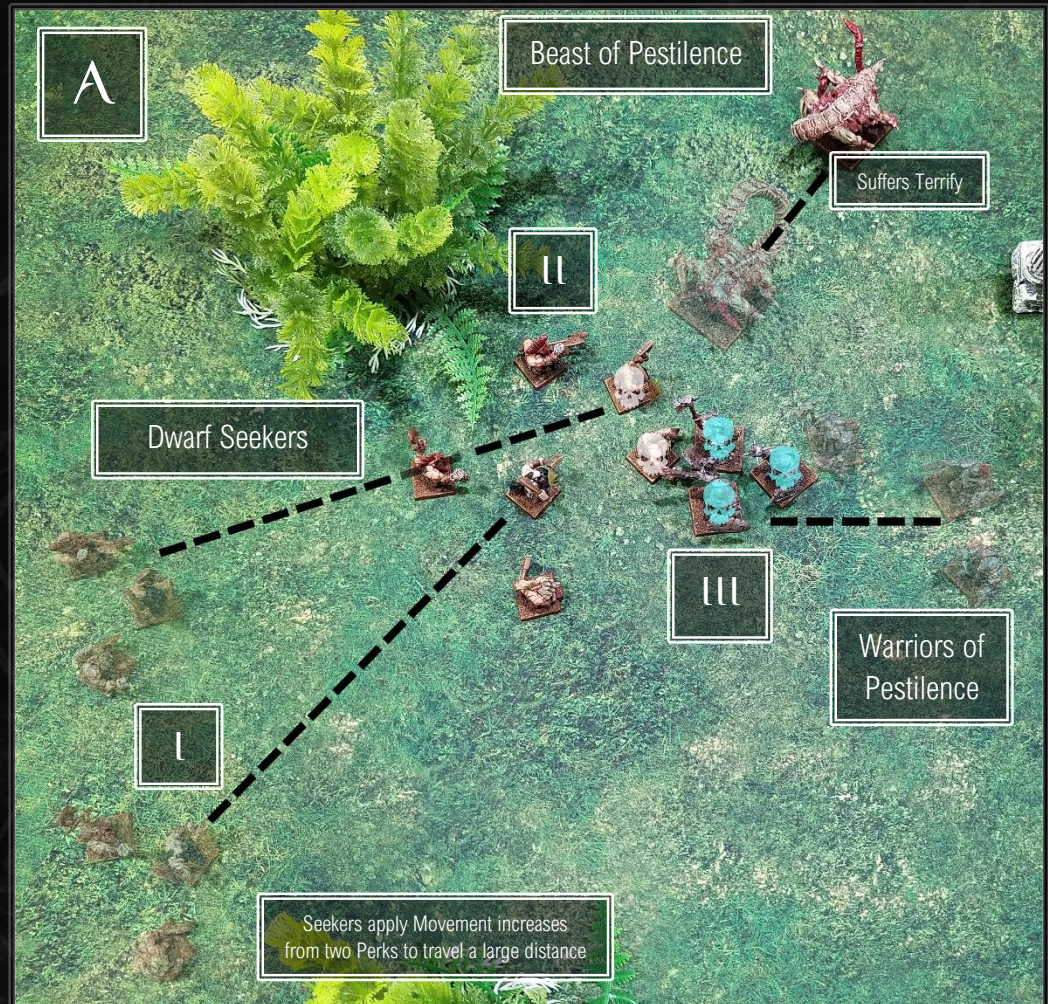 A
Beast of Pestilence
Suffers Terrify
II
Dwarf Seekers
III
Warriors of
Pestilence
I
Seekers apply Movement increases
from two Perks to travel a large distance